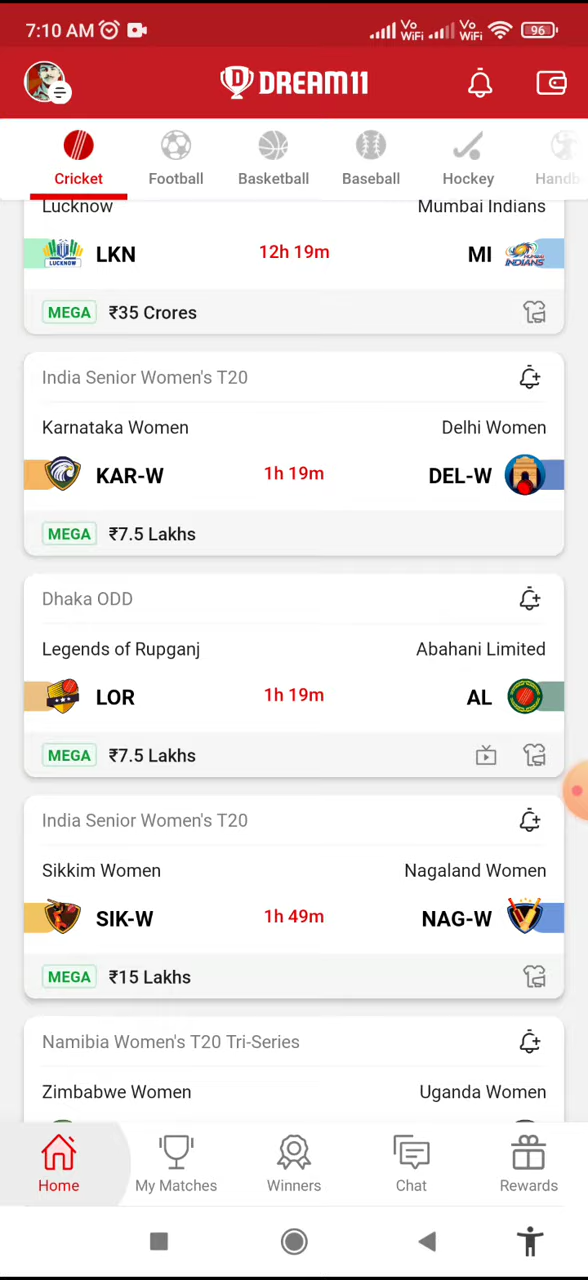 7:10 AM Vo WiFi Vo WiFi 96
DREAM11
Cricket Football Basketball Baseball Hockey Handb
Lucknow Mumbai Indians
LUCKNOW LKN 12h 19m MI MUMBAI INDIANS
MEGA ₹35 Crores
India Senior Women's T20
Karnataka Women Delhi Women
KAR-W 1h 19m DEL-W
MEGA ₹7.5 Lakhs
Dhaka ODD
Legends of Rupganj Abahani Limited
LOR 1h 19m AL
MEGA ₹7.5 Lakhs
India Senior Women's T20
Sikkim Women Nagaland Women
SIK-W 1h 49m NAG-W
MEGA ₹15 Lakhs
Namibia Women's T20 Tri-Series
Zimbabwe Women Uganda Women
Home My Matches Winners Chat Rewards